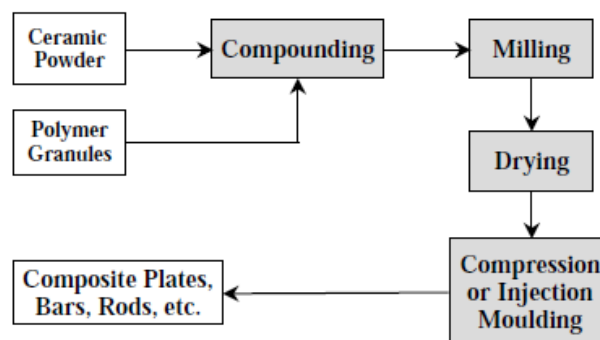 Ceramic
Powder
Compounding
Milling
Polymer
Granules
Drying
Compression
or Injection
Moulding
Composite Plates,
Bars, Rods, etc.